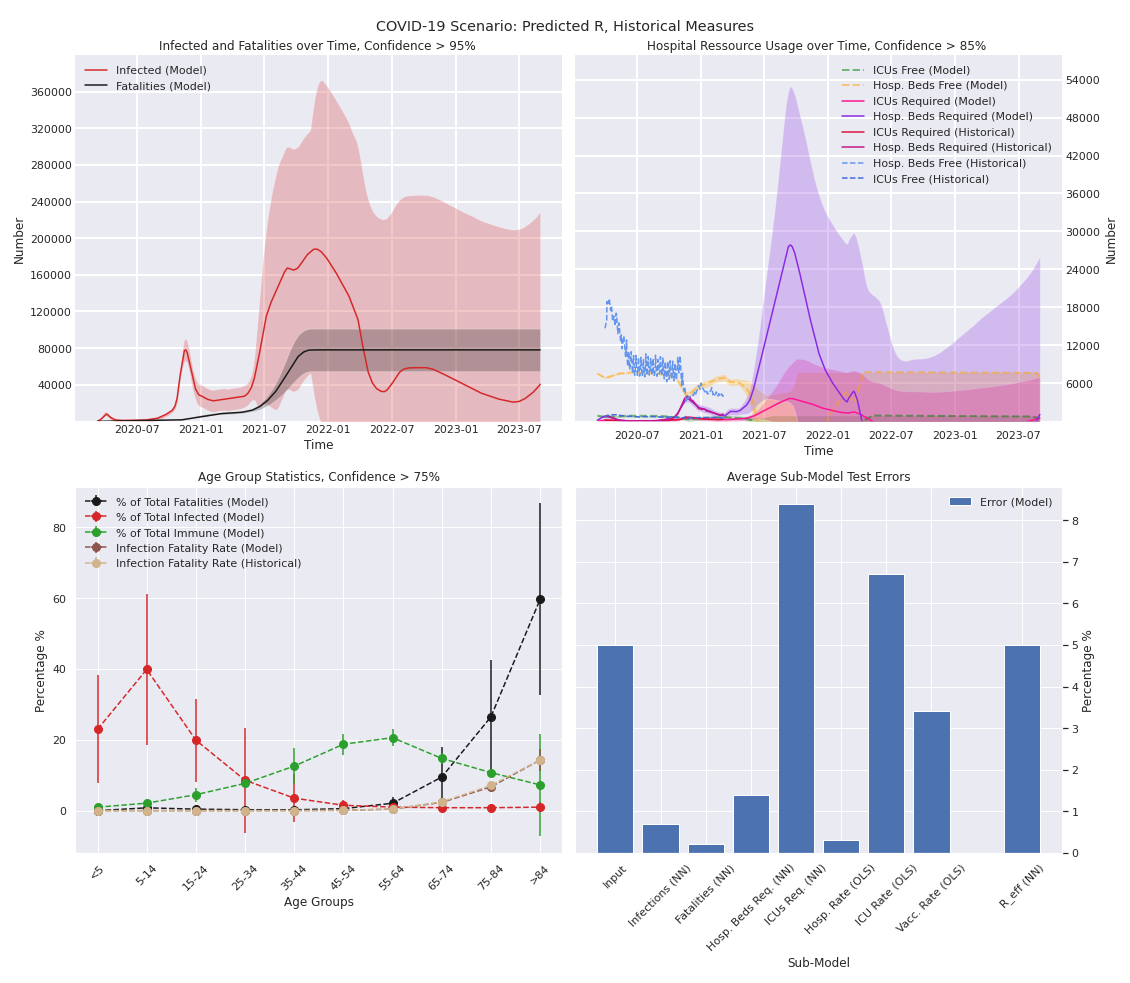 COVID-19 Scenario: Predicted R, Historical Measures
Infected and Fatalities over Time, Confidence > 95%
Infected (Model)
Fatalities (Model)
360000
320000
280000
240000
200000
160000
120000
80000
40000
Number
2020-07 2021-01 2021-07 2022-01 2022-07 2023-01 2023-07
Time
Hospital Ressource Usage over Time, Confidence > 85%
ICUs Free (Model)
Hosp. Beds Free (Model)
ICUs Required (Model)
Hosp. Beds Required (Model)
ICUs Required (Historical)
Hosp. Beds Required (Historical)
Hosp. Beds Free (Historical)
ICUs Free (Historical)
54000
48000
42000
36000
30000
24000
18000
12000
6000
Number
2020-07 2021-01 2021-07 2022-01 2022-07 2023-01 2023-07
Time
Age Group Statistics, Confidence > 75%
% of Total Fatalities (Model)
% of Total Infected (Model)
% of Total Immune (Model)
Infection Fatality Rate (Model)
Infection Fatality Rate (Historical)
80
60
40
20
0
Percentage %
<5 5-14 15-24 25-34 35-44 45-54 55-64 65-74 75-84 >84
Age Groups
Average Sub-Model Test Errors
Error (Model)
8
7
6
5
4
3
2
1
0
Percentage %
Input Infections (NN) Fatalities (NN) Hosp. Beds Req. (NN) ICUs Req. (NN) Hosp. Rate (OLS) ICU Rate (OLS) Vacc. Rate (OLS) R_eff (NN)
Sub-Model